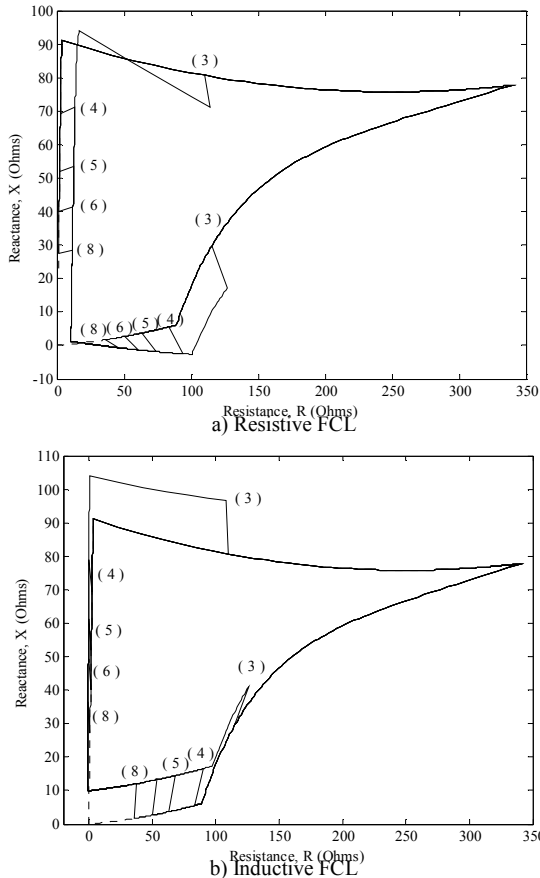 100
90
80
70
60
50
40
30
20
10
0
-10
Reactance, X (Ohms)
( 3 )
( 4 )
( 5 )
( 6 )
( 8 )
( 3 )
( 8 ) ( 6 ) ( 5 ) ( 4 )
0 50 100 150 200 250 300 350
Resistance, R (Ohms)
a) Resistive FCL
110
100
90
80
70
60
50
40
30
20
10
0
Reactance, X (Ohms)
( 3 )
( 4 )
( 5 )
( 6 )
( 8 )
( 3 )
( 8 ) ( 5 ) ( 4 )
0 50 100 150 200 250 300 350
Resistance, R (Ohms)
b) Inductive FCL